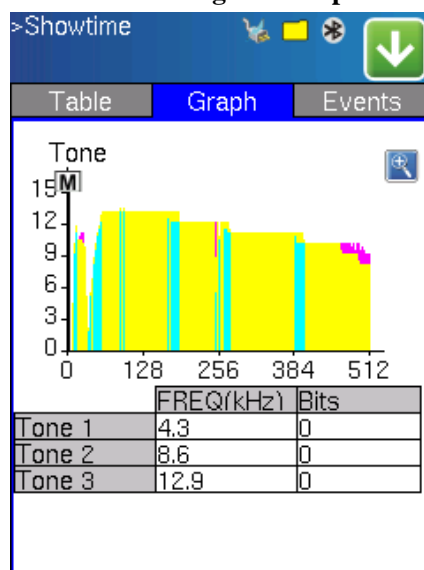 >Showtime
Table Graph Events
Tone
15 M
12
9
6
3
0
0 128 256 384 512
FREQ(kHz) Bits
Tone 1 4.3 0
Tone 2 8.6 0
Tone 3 12.9 0